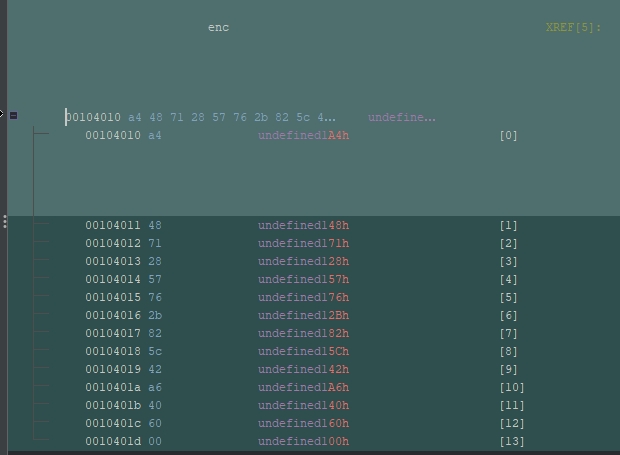 enc XREF[5]:
00104010 a4 48 71 28 57 76 2b 82 5c 4... undefine...
00104010 a4 undefined1A4h [0]
00104011 48 undefined148h [1]
00104012 71 undefined171h [2]
00104013 28 undefined128h [3]
00104014 57 undefined157h [4]
00104015 76 undefined176h [5]
00104016 2b undefined12Bh [6]
00104017 82 undefined182h [7]
00104018 5c undefined15Ch [8]
00104019 42 undefined142h [9]
0010401a a6 undefined1A6h [10]
0010401b 40 undefined140h [11]
0010401c 60 undefined160h [12]
0010401d 00 undefined100h [13]